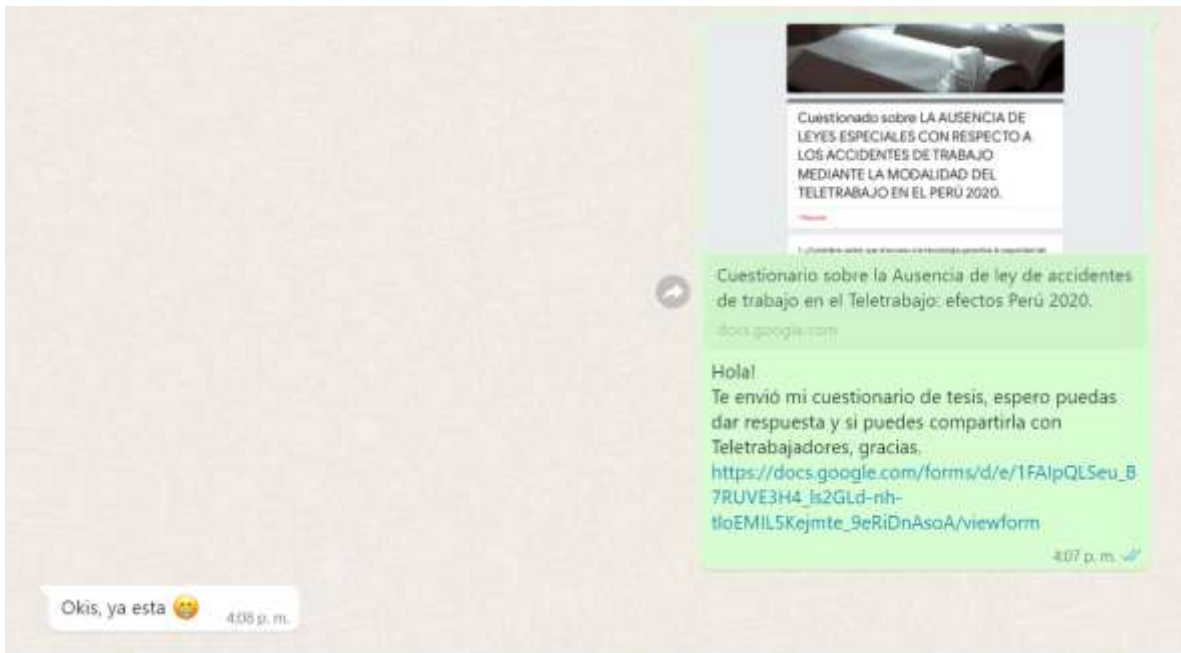 Cuestionado sobre LA AUSENCIA DE
LEYES ESPECIALES CON RESPECTO A
LOS ACCIDENTES DE TRABAJO
MEDIANTE LA MODALIDAD DEL
TELETRABAJO EN EL PERÚ 2020.
Cuestionario sobre la Ausencia de ley de accidentes
de trabajo en el Teletrabajo: efectos Perú 2020.
docs.google.com
Hola!
Te envió mi cuestionario de tesis, espero puedas
dar respuesta y si puedes compartirla con
Teletrabajadores, gracias.
https://docs.google.com/forms/d/e/1FAIpQLSeu_B
7RUVE3H4_Is2GLd-nh-
tIoEMIL5Kejmte_9eRiDnAsoA/viewform
4:07 p. m.
Okis, ya esta 😁 4:08 p. m.